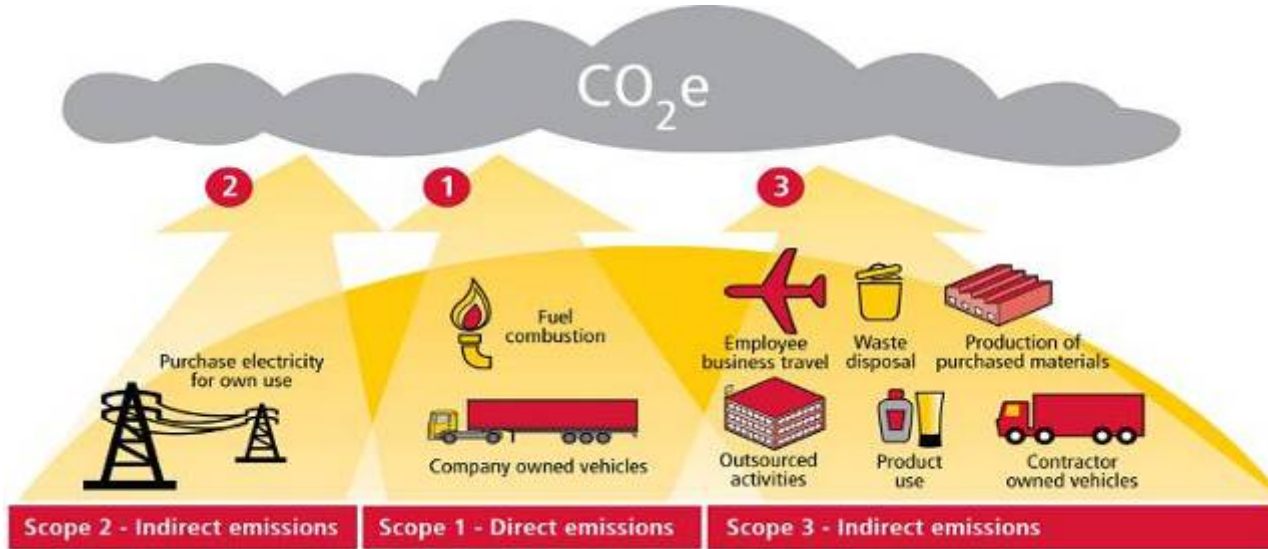 CO₂e
2
1
3
Purchase electricity
for own use
Fuel
combustion
Company owned vehicles
Employee
business travel
Waste
disposal
Production of
purchased materials
Outsourced
activities
Product
use
Contractor
owned vehicles
Scope 2 - Indirect emissions
Scope 1 - Direct emissions
Scope 3 - Indirect emissions